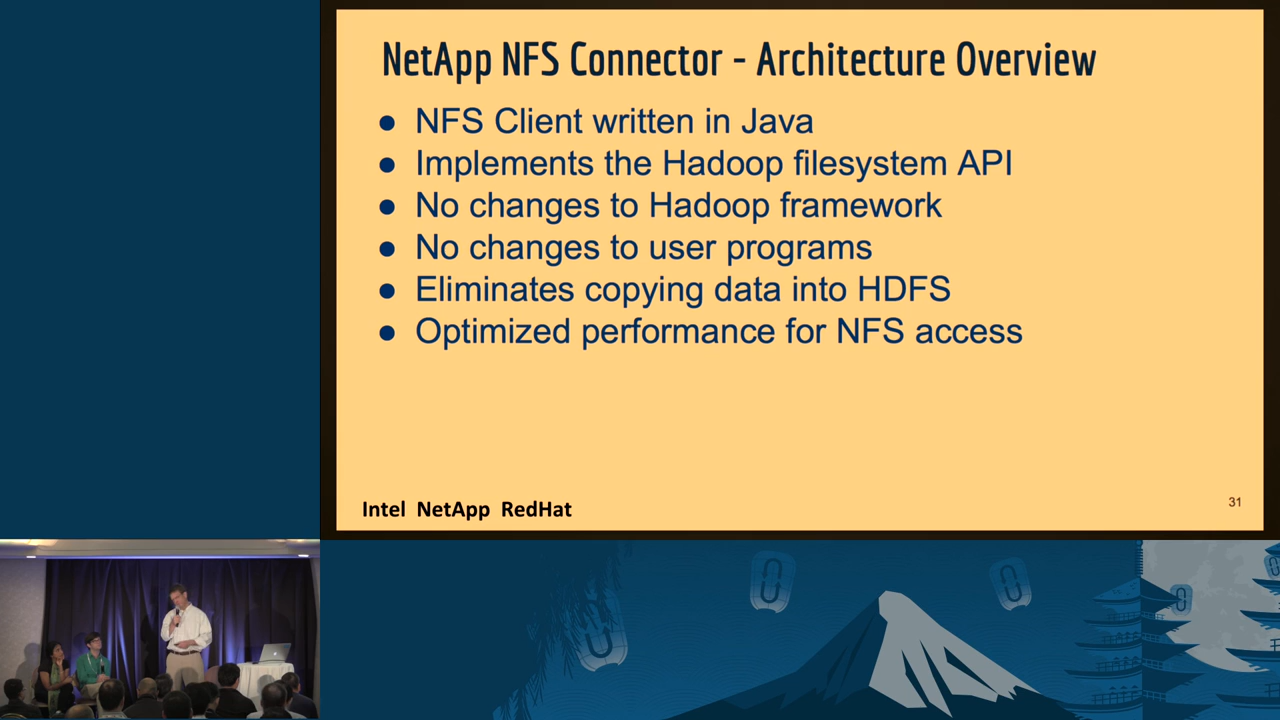 NetApp NFS Connector - Architecture Overview
● NFS Client written in Java
● Implements the Hadoop filesystem API
● No changes to Hadoop framework
● No changes to user programs
● Eliminates copying data into HDFS
● Optimized performance for NFS access
Intel NetApp RedHat
31